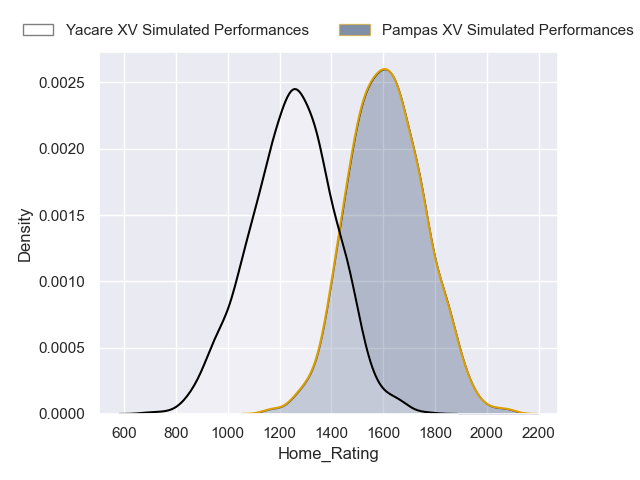 Yacare XV Simulated Performances
Pampas XV Simulated Performances
0.0025
0.0020
0.0015
0.0010
0.0005
0.0000
Density
600 800 1000 1200 1400 1600 1800 2000 2200
Home_Rating